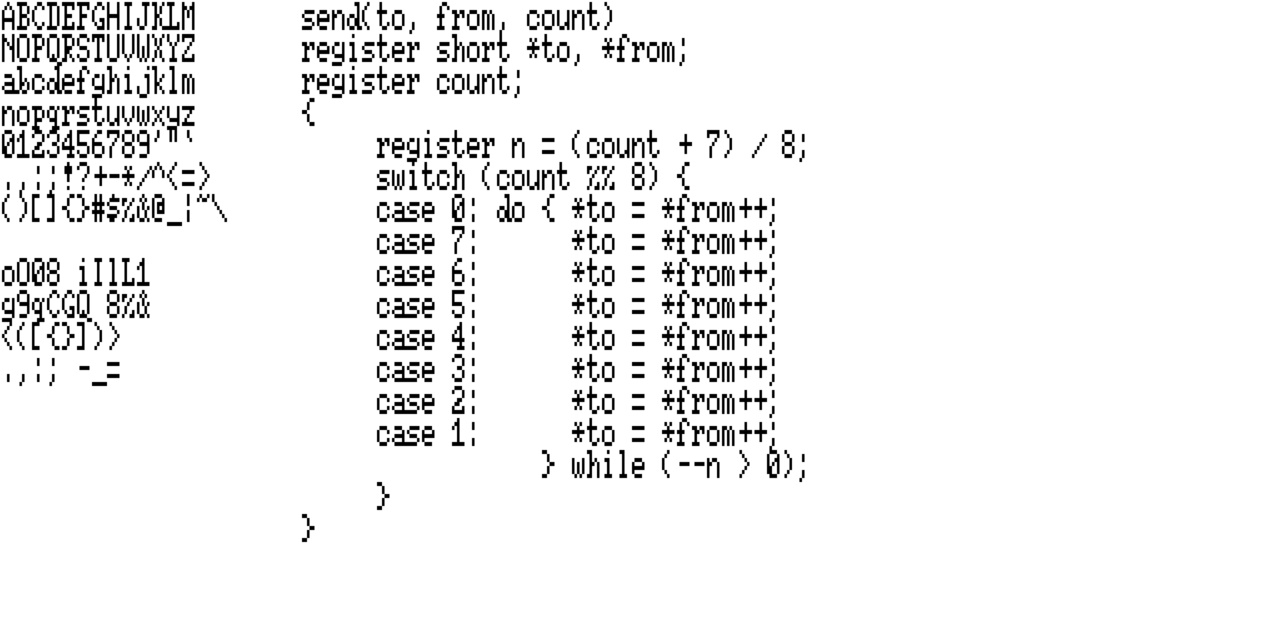 ABCDEFGHIJKLM
NOPQRSTUVWXYZ
abcdefghijklm
nopqrstuvwxyz
0123456789'"`
.,:;!?+-*/^<=>
()[]{}#$%&@_|~\
oO08 iIlL1
g9qCGQ 8%&
<([{}])>
.,:; -_=
send(to, from, count)
register short *to, *from;
register count;
{
     register n = (count + 7) / 8;
     switch (count %% 8) {
     case 0: do { *to = *from++;
     case 7:      *to = *from++;
     case 6:      *to = *from++;
     case 5:      *to = *from++;
     case 4:      *to = *from++;
     case 3:      *to = *from++;
     case 2:      *to = *from++;
     case 1:      *to = *from++;
                } while (--n > 0);
     }
}